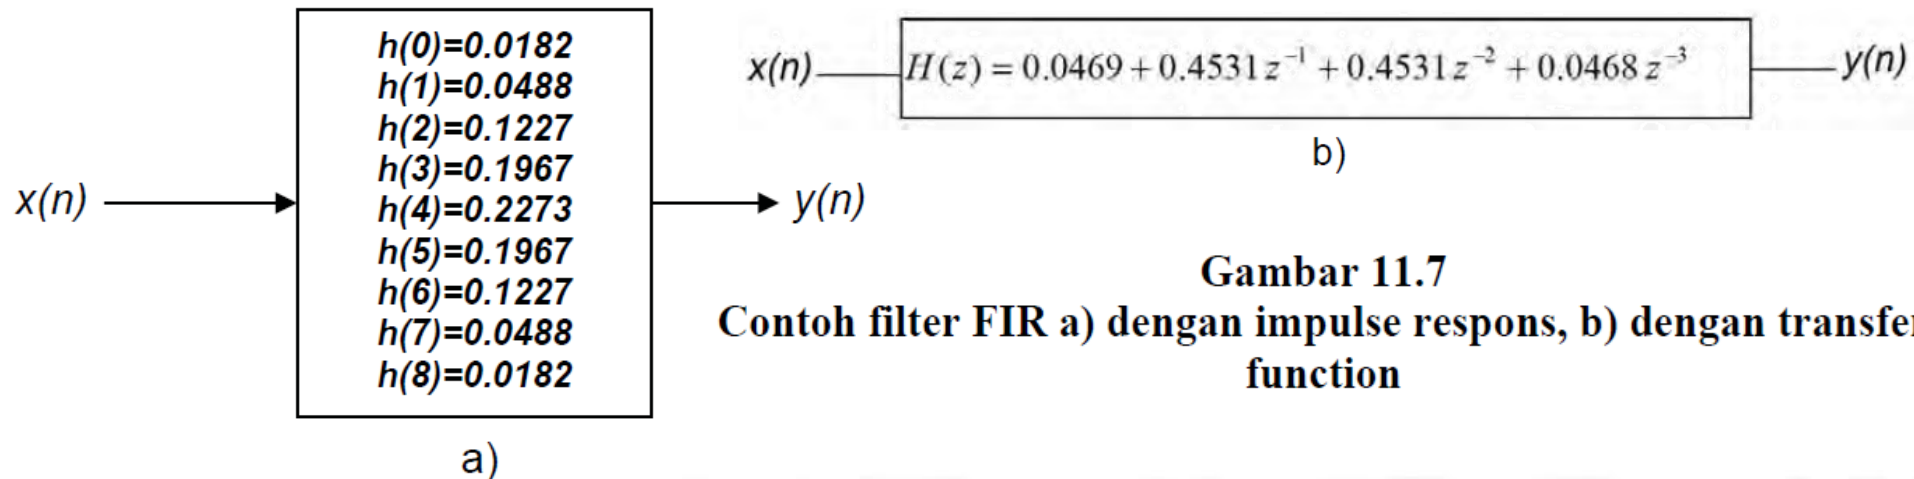 h(0)=0.0182
h(1)=0.0488
h(2)=0.1227
h(3)=0.1967
h(4)=0.2273
h(5)=0.1967
h(6)=0.1227
h(7)=0.0488
h(8)=0.0182
x(n)
y(n)
a)
x(n)
H(z) = 0.0469 + 0.4531 z⁻¹ + 0.4531 z⁻² + 0.0468 z⁻³
y(n)
b)
Gambar 11.7
Contoh filter FIR a) dengan impulse respons, b) dengan transfer
function